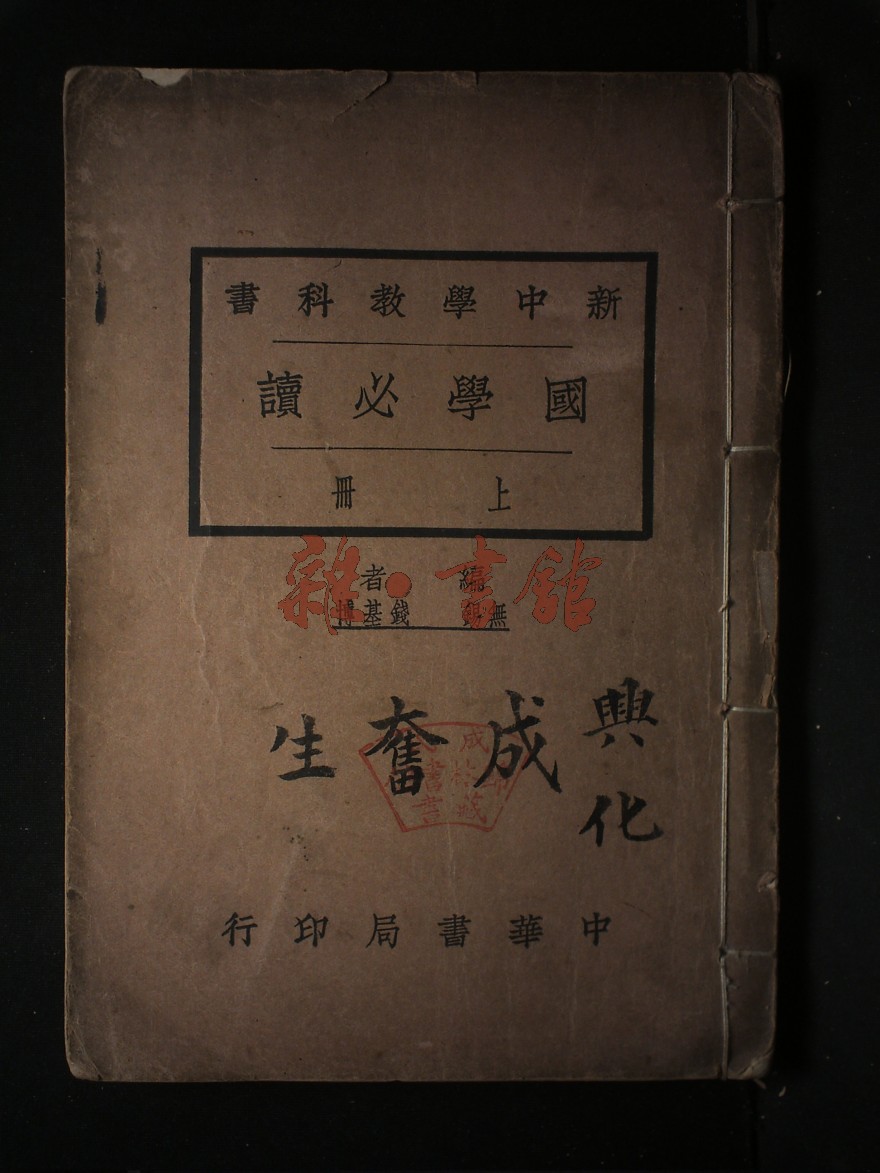 新中學教科書
國學必讀
上册
編者
無錫 錢基博
雜·書館
興化
成奮生
中華書局印行